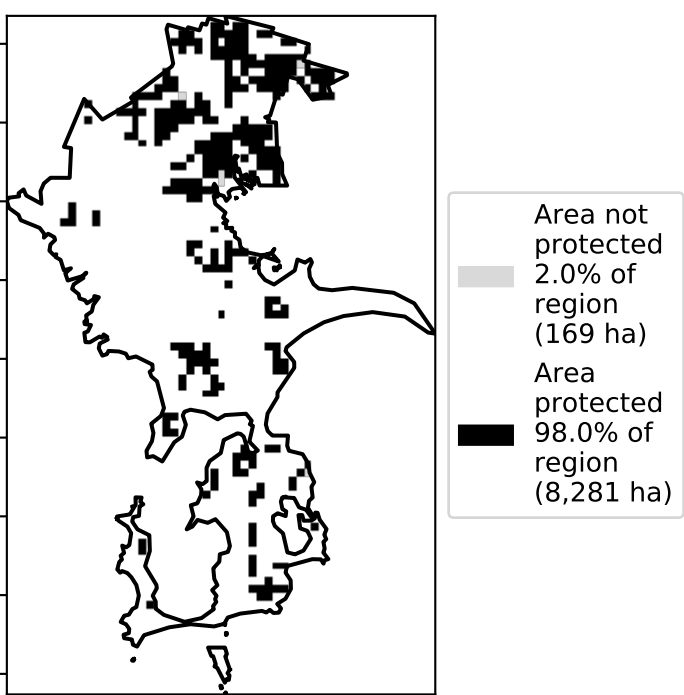 Area not
protected
2.0% of
region
(169 ha)
Area
protected
98.0% of
region
(8,281 ha)